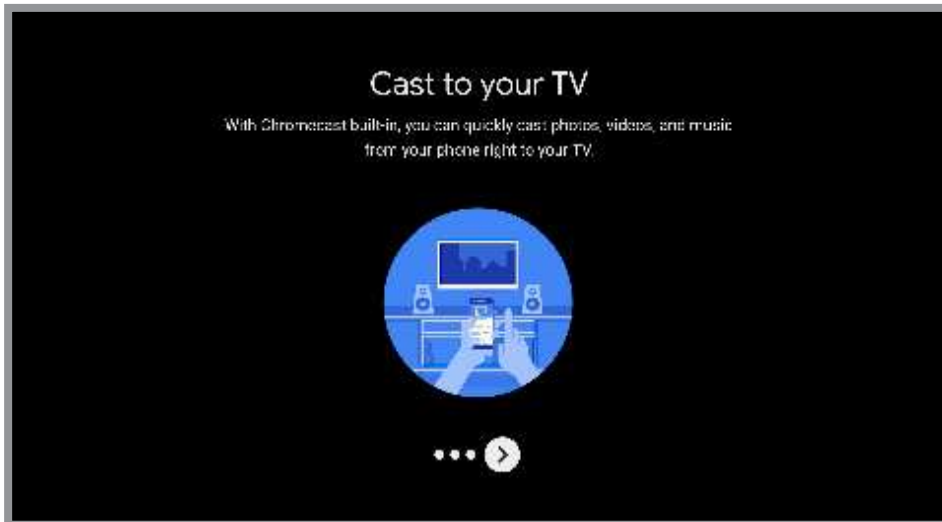 Cast to your TV
With Chromecast built-in, you can quickly cast photos, videos, and music
from your phone right to your TV.